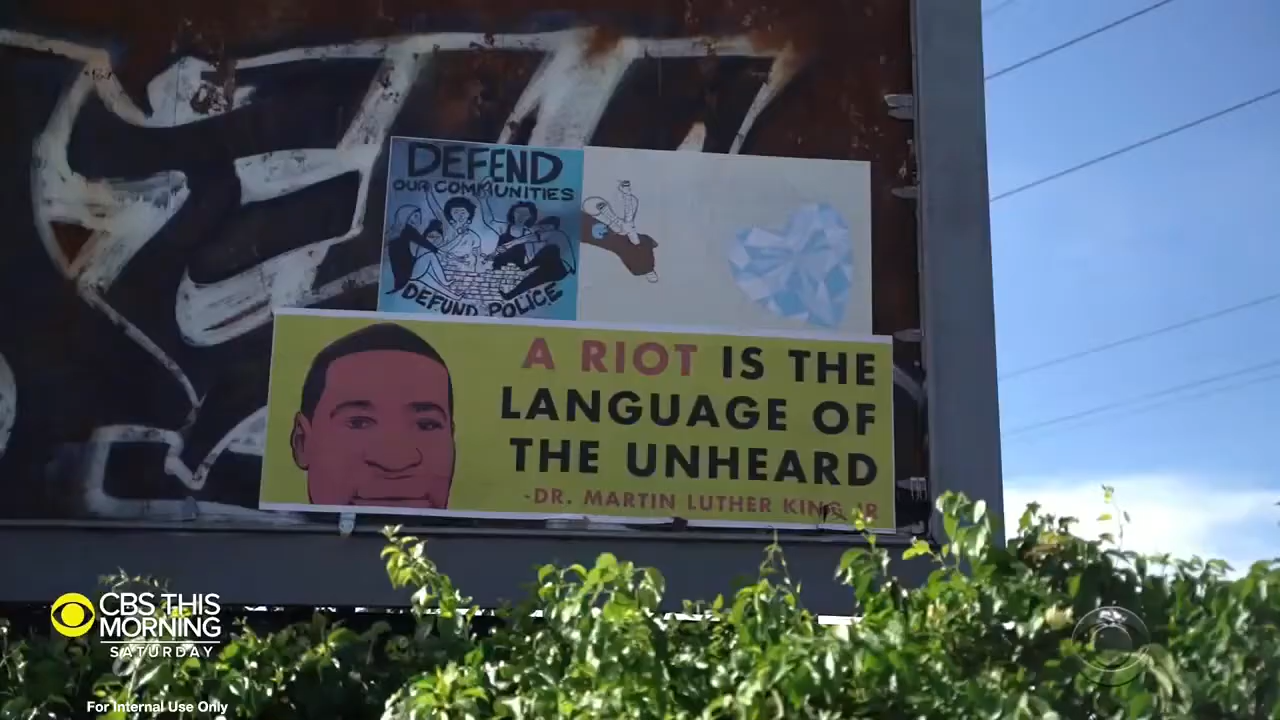 DEFEND
OUR COMMUNITIES
DEFUND POLICE
A RIOT IS THE
LANGUAGE OF
THE UNHEARD
-DR. MARTIN LUTHER KING JR
CBS THIS
MORNING
SATURDAY
For Internal Use Only